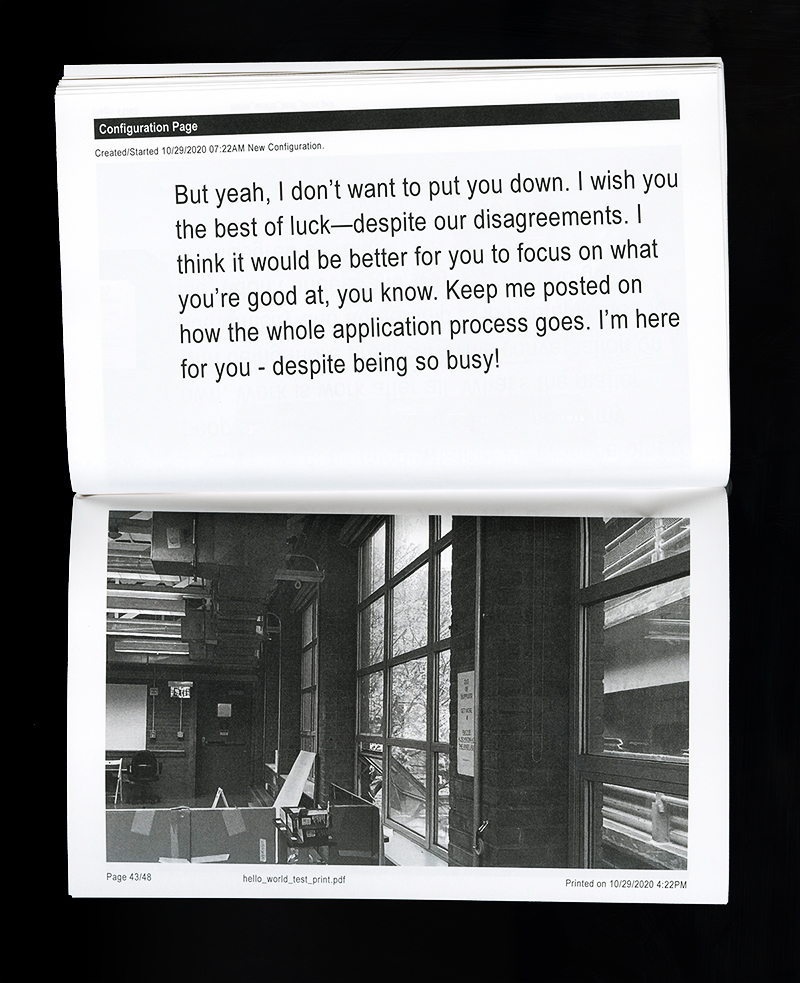 Configuration Page
Created/Started 10/29/2020 07:22AM New Configuration.
But yeah, I don’t want to put you down. I wish you
the best of luck—despite our disagreements. I
think it would be better for you to focus on what
you’re good at, you know. Keep me posted on
how the whole application process goes. I’m here
for you - despite being so busy!
EXIT
Page 43/48
hello_world_test_print.pdf
Printed on 10/29/2020 4:22PM